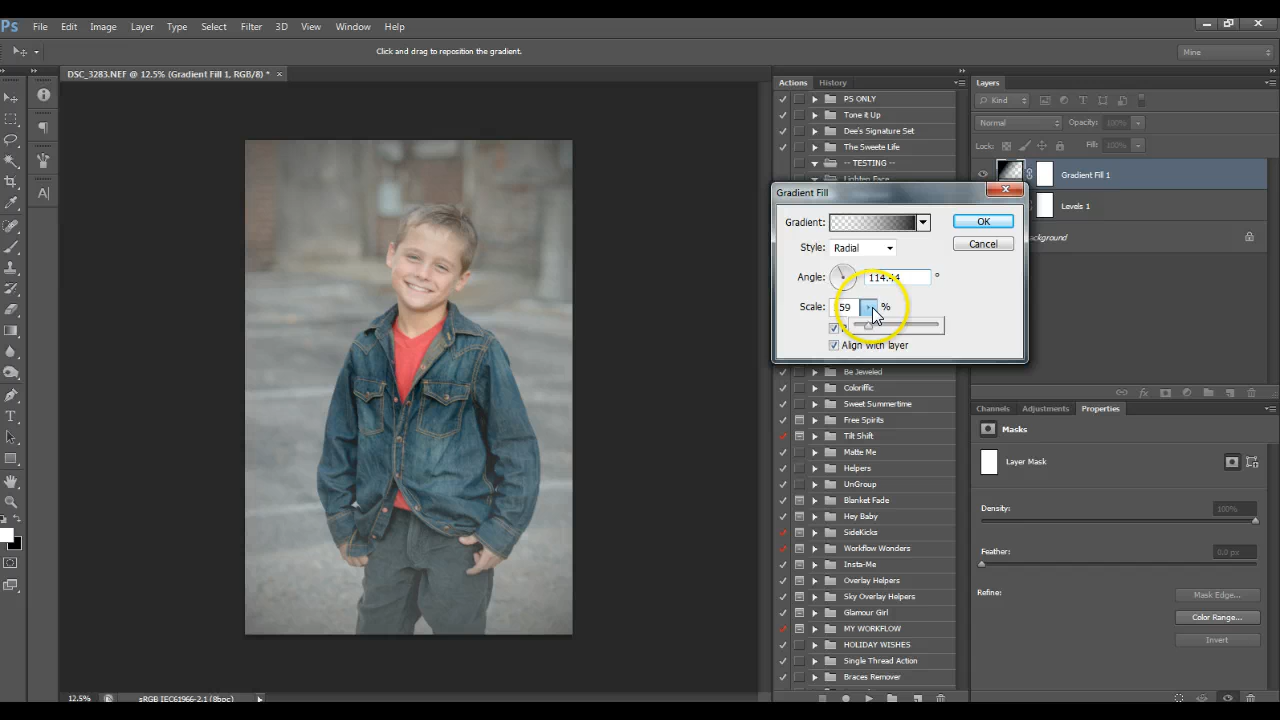 Ps File Edit Image Layer Type Select Filter 3D View Window Help
Click and drag to reposition the gradient.
Mine
DSC_3283.NEF @ 12.5% (Gradient Fill 1, RGB/8) * ×
Actions History
PS ONLY
Tone it Up
Dee's Signature Set
The Sweete Life
-- TESTING --
Lighten Face
Gradient Fill
Gradient:
OK
Style: Radial
Cancel
Angle: 114.44 °
Scale: 59 %
Align with layer
Be Jeweled
Coloriffic
Sweet Summertime
Free Spirits
Tilt Shift
Matte Me
Helpers
UnGroup
Blanket Fade
Hey Baby
SideKicks
Workflow Wonders
Insta-Me
Overlay Helpers
Sky Overlay Helpers
Glamour Girl
MY WORKFLOW
HOLIDAY WISHES
Single Thread Action
Braces Remover
Layers
Kind
Normal Opacity: 100%
Lock: Fill: 100%
Gradient Fill 1
Levels 1
Channels Adjustments Properties
Masks
Layer Mask
Density: 100%
Feather: 0.0 px
Refine: Mask Edge...
Color Range...
Invert
12.5% sRGB IEC61966-2.1 (8bpc)